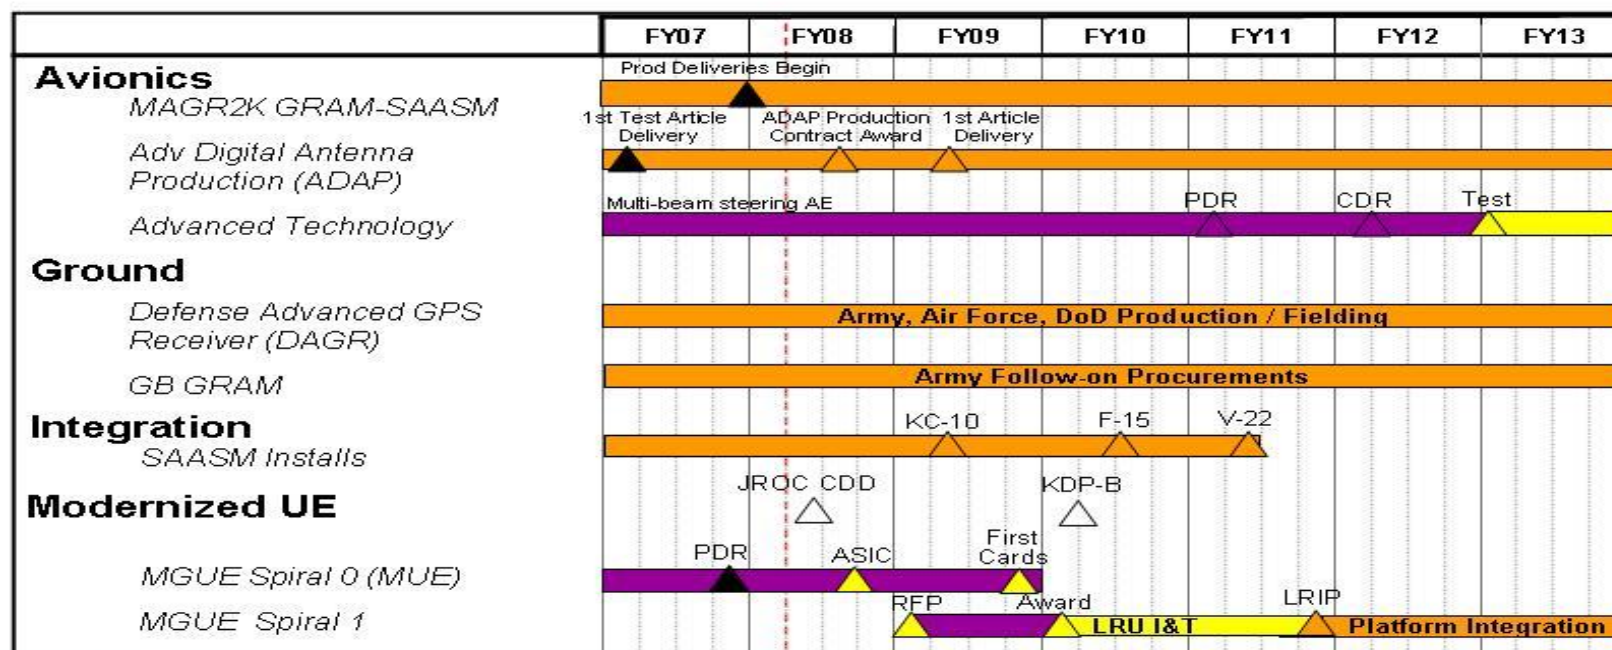 FY07 FY08 FY09 FY10 FY11 FY12 FY13
Avionics
Prod Deliveries Begin
MAGR2K GRAM-SAASM
1st Test Article
Delivery
ADAP Production
Contract Award
1st Article
Delivery
Adv Digital Antenna
Production (ADAP)
Multi-beam steering AE
PDR
CDR
Test
Advanced Technology
Ground
Defense Advanced GPS
Receiver (DAGR)
Army, Air Force, DoD Production / Fielding
GB GRAM
Army Follow-on Procurements
Integration
KC-10
F-15
V-22
SAASM Installs
JROC CDD
KDP-B
Modernized UE
PDR
ASIC
First
Cards
MGUE Spiral 0 (MUE)
RFP
Award
LRIP
MGUE Spiral 1
LRU I&T
Platform Integration